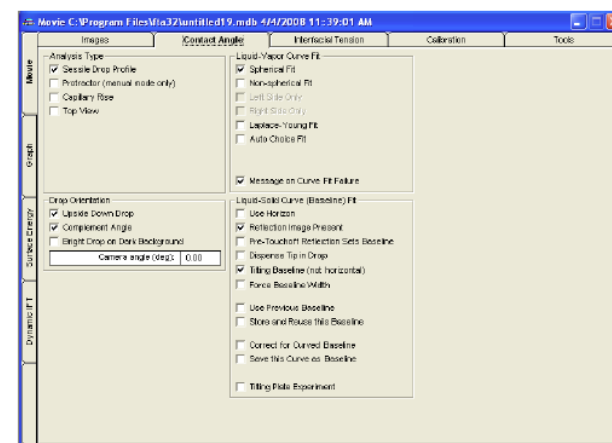 Movie C:\Program Files\fta32\untitled19.mdb 4/4/2008 11:39:01 AM
Images Contact Angle Interfacial Tension Calibration Tools
Movie
Graph
Surface Energy
Dynamic IFT
Analysis Type
Sessile Drop Profile
Protractor (manual mode only)
Capillary Rise
Top View
Liquid-Vapor Curve Fit
Spherical Fit
Non-spherical Fit
Left Side Only
Right Side Only
Laplace-Young Fit
Auto Choice Fit
Message on Curve Fit Failure
Drop Orientation
Upside Down Drop
Complement Angle
Bright Drop on Dark Background
Camera angle (deg): 0.00
Liquid-Solid Curve (Baseline) Fit
Use Horizon
Reflection Image Present
Pre-Touchoff Reflection Sets Baseline
Dispense Tip in Drop
Tilting Baseline (not horizontal)
Force Baseline Width
Use Previous Baseline
Store and Reuse this Baseline
Correct for Curved Baseline
Save this Curve as Baseline
Tilting Plate Experiment